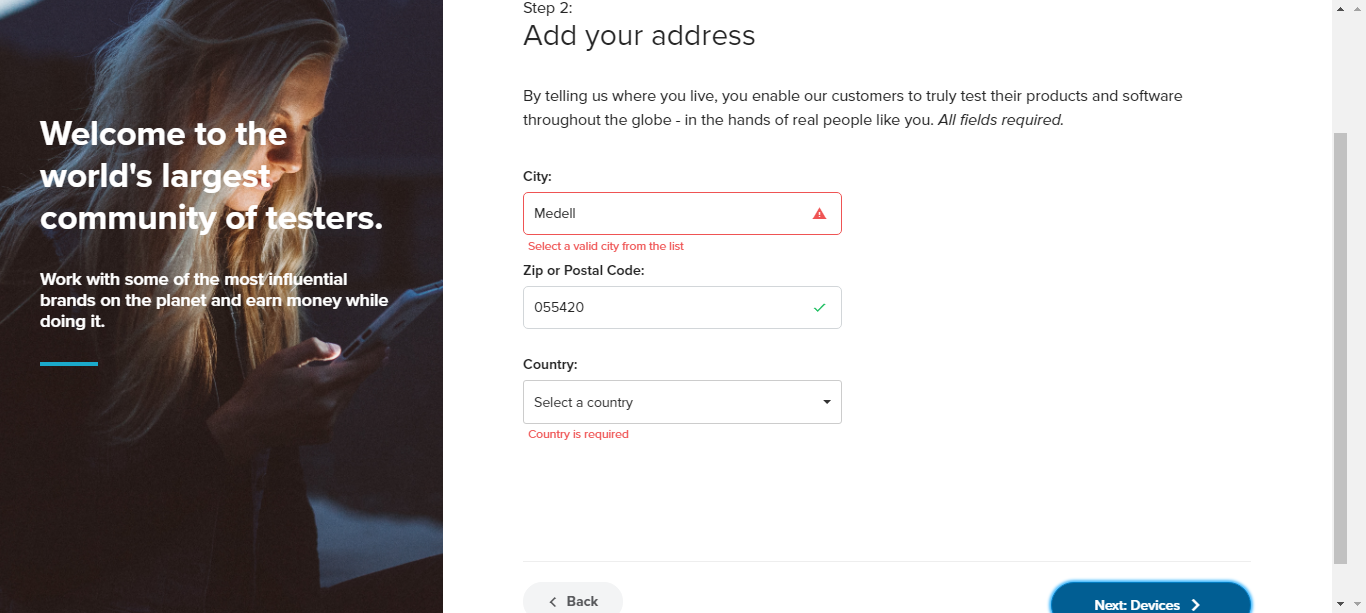 Welcome to the
world's largest
community of testers.
Work with some of the most influential
brands on the planet and earn money while
doing it.
Step 2:
Add your address
By telling us where you live, you enable our customers to truly test their products and software
throughout the globe - in the hands of real people like you. All fields required.
City:
Medell
Select a valid city from the list
Zip or Postal Code:
055420
Country:
Select a country
Country is required
Back
Next: Devices